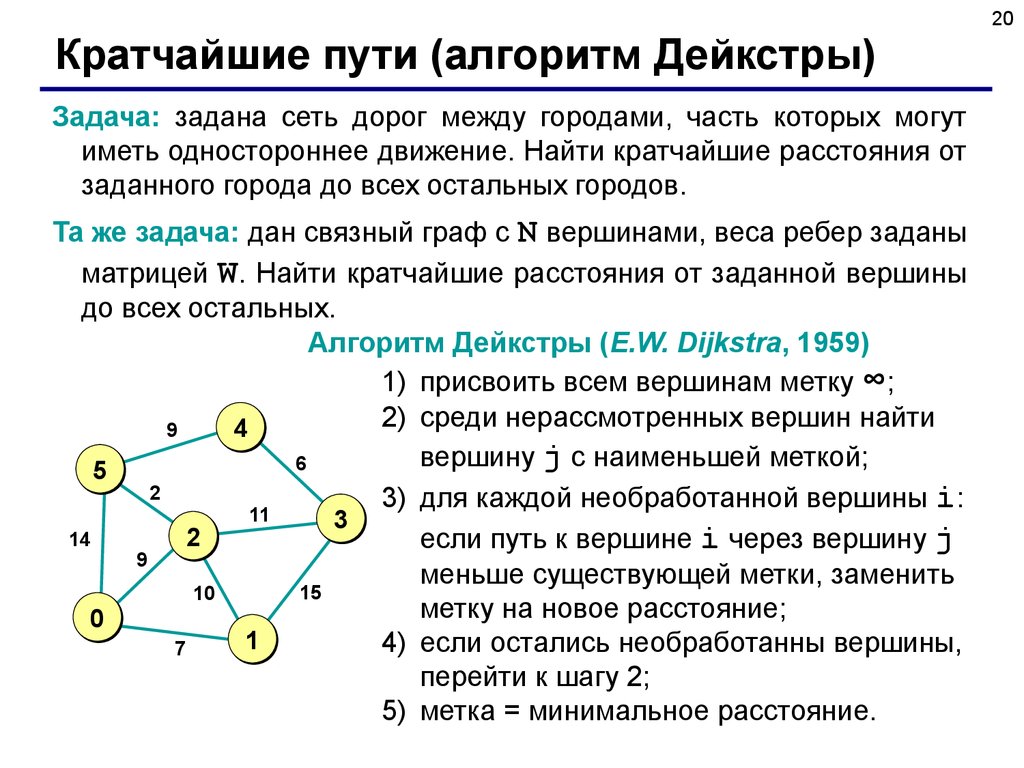 20
Кратчайшие пути (алгоритм Дейкстры)
Задача: задана сеть дорог между городами, часть которых могут
иметь одностороннее движение. Найти кратчайшие расстояния от
заданного города до всех остальных городов.
Та же задача: дан связный граф с N вершинами, веса ребер заданы
матрицей W. Найти кратчайшие расстояния от заданной вершины
до всех остальных.
Алгоритм Дейкстры (E.W. Dijkstra, 1959)
1) присвоить всем вершинам метку ∞;
2) среди нерассмотренных вершин найти
вершину j с наименьшей меткой;
3) для каждой необработанной вершины i:
если путь к вершине i через вершину j
меньше существующей метки, заменить
метку на новое расстояние;
4) если остались необработанны вершины,
перейти к шагу 2;
5) метка = минимальное расстояние.
9
4
5
6
2
11
3
14
2
9
10
15
0
7
1